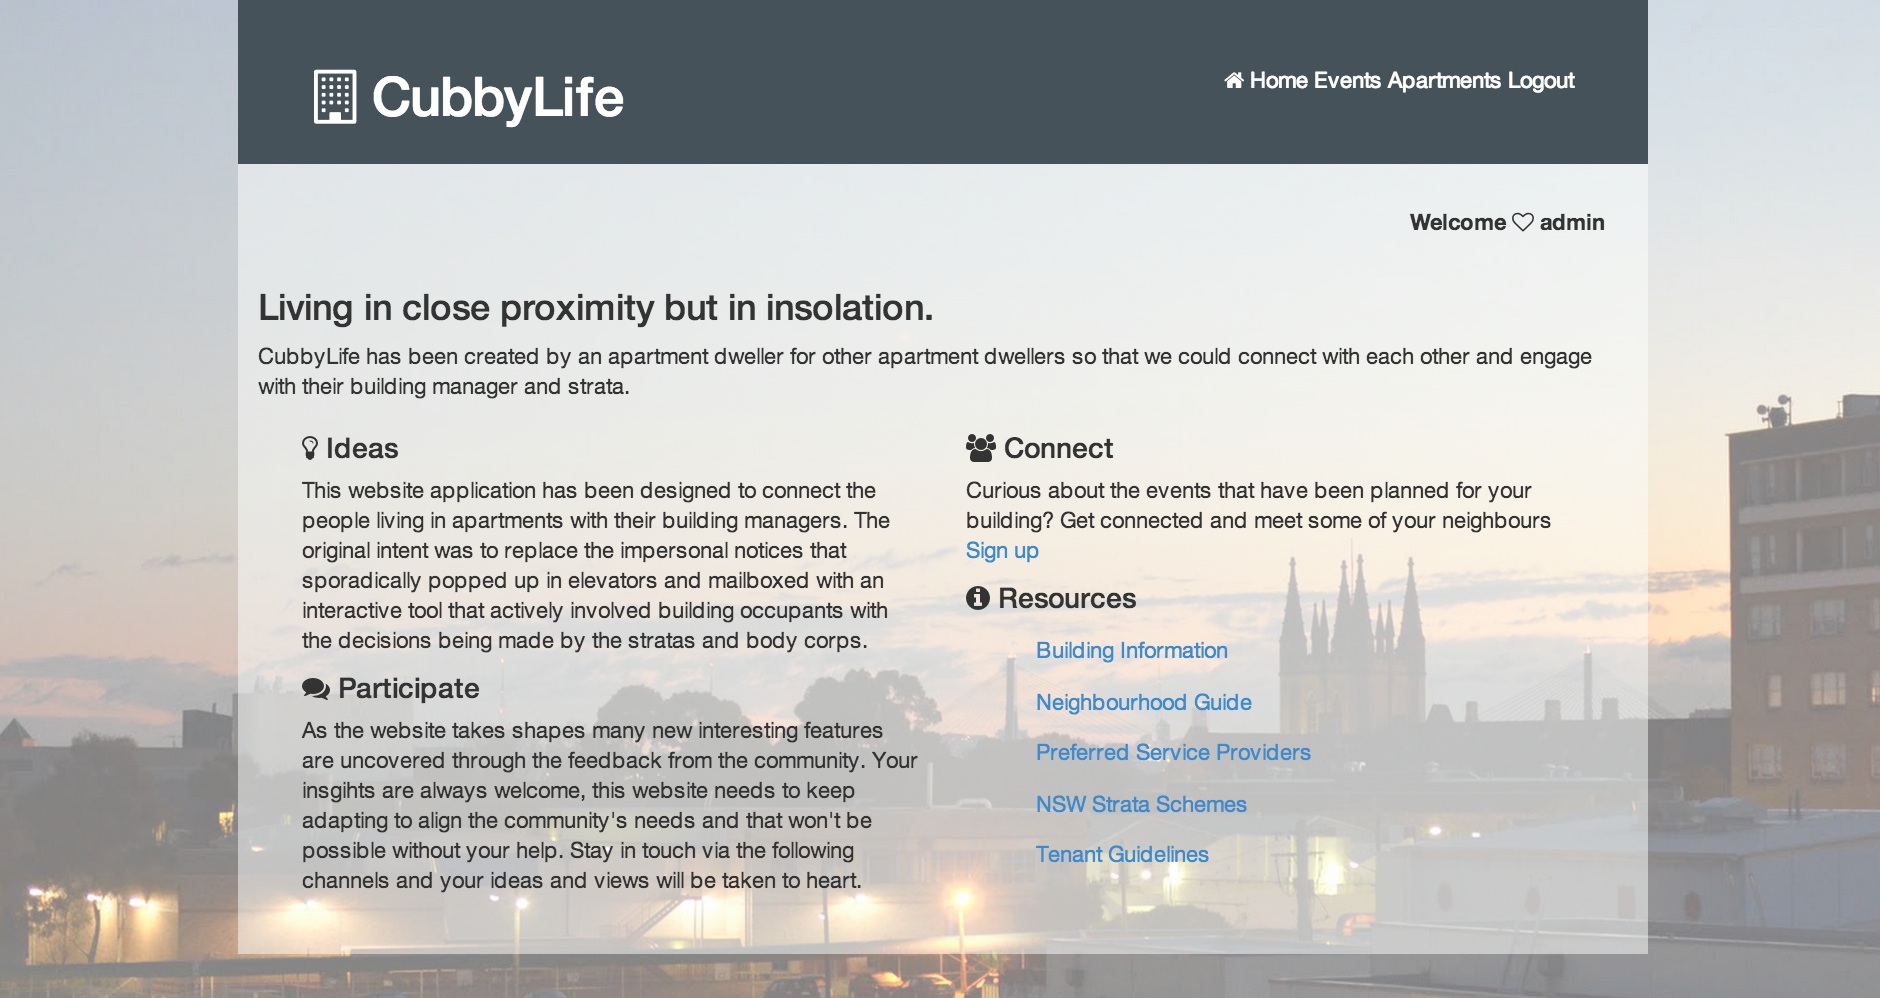 CubbyLife
Home Events Apartments Logout
Welcome admin
Living in close proximity but in insolation.
CubbyLife has been created by an apartment dweller for other apartment dwellers so that we could connect with each other and engage
with their building manager and strata.
Ideas
This website application has been designed to connect the
people living in apartments with their building managers. The
original intent was to replace the impersonal notices that
sporadically popped up in elevators and mailboxed with an
interactive tool that actively involved building occupants with
the decisions being made by the stratas and body corps.
Participate
As the website takes shapes many new interesting features
are uncovered through the feedback from the community. Your
insgihts are always welcome, this website needs to keep
adapting to align the community's needs and that won't be
possible without your help. Stay in touch via the following
channels and your ideas and views will be taken to heart.
Connect
Curious about the events that have been planned for your
building? Get connected and meet some of your neighbours
Sign up
Resources
Building Information
Neighbourhood Guide
Preferred Service Providers
NSW Strata Schemes
Tenant Guidelines